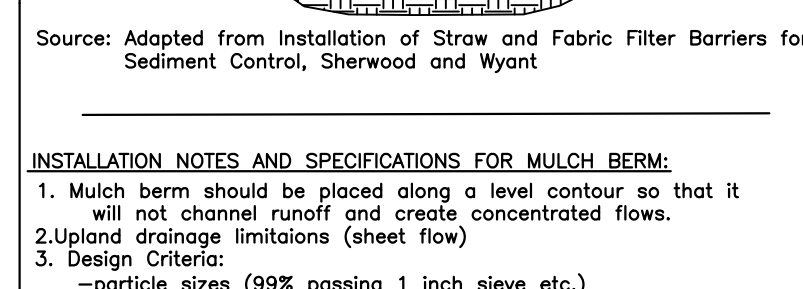 Source: Adapted from Installation of Straw and Fabric Filter Barriers for
Sediment Control, Sherwood and Wyant
INSTALLATION NOTES AND SPECIFICATIONS FOR MULCH BERM:
1. Mulch berm should be placed along a level contour so that it
will not channel runoff and create concentrated flows.
2.Upland drainage limitaions (sheet flow)
3. Design Criteria:
-particle sizes (99% passing 1 inch sieve etc.)